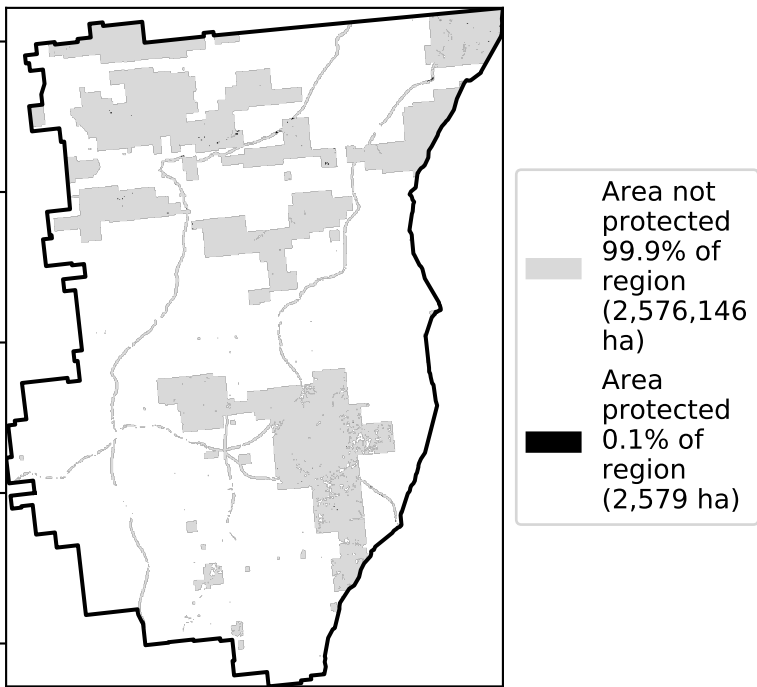 Area not
protected
99.9% of
region
(2,576,146
ha)
Area
protected
0.1% of
region
(2,579 ha)